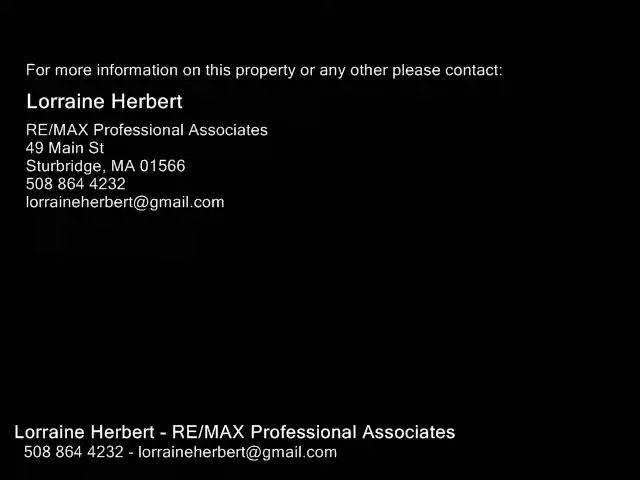 For more information on this property or any other please contact:
Lorraine Herbert
RE/MAX Professional Associates
49 Main St
Sturbridge, MA 01566
508 864 4232
lorraineherbert@gmail.com
Lorraine Herbert - RE/MAX Professional Associates
508 864 4232 - lorraineherbert@gmail.com